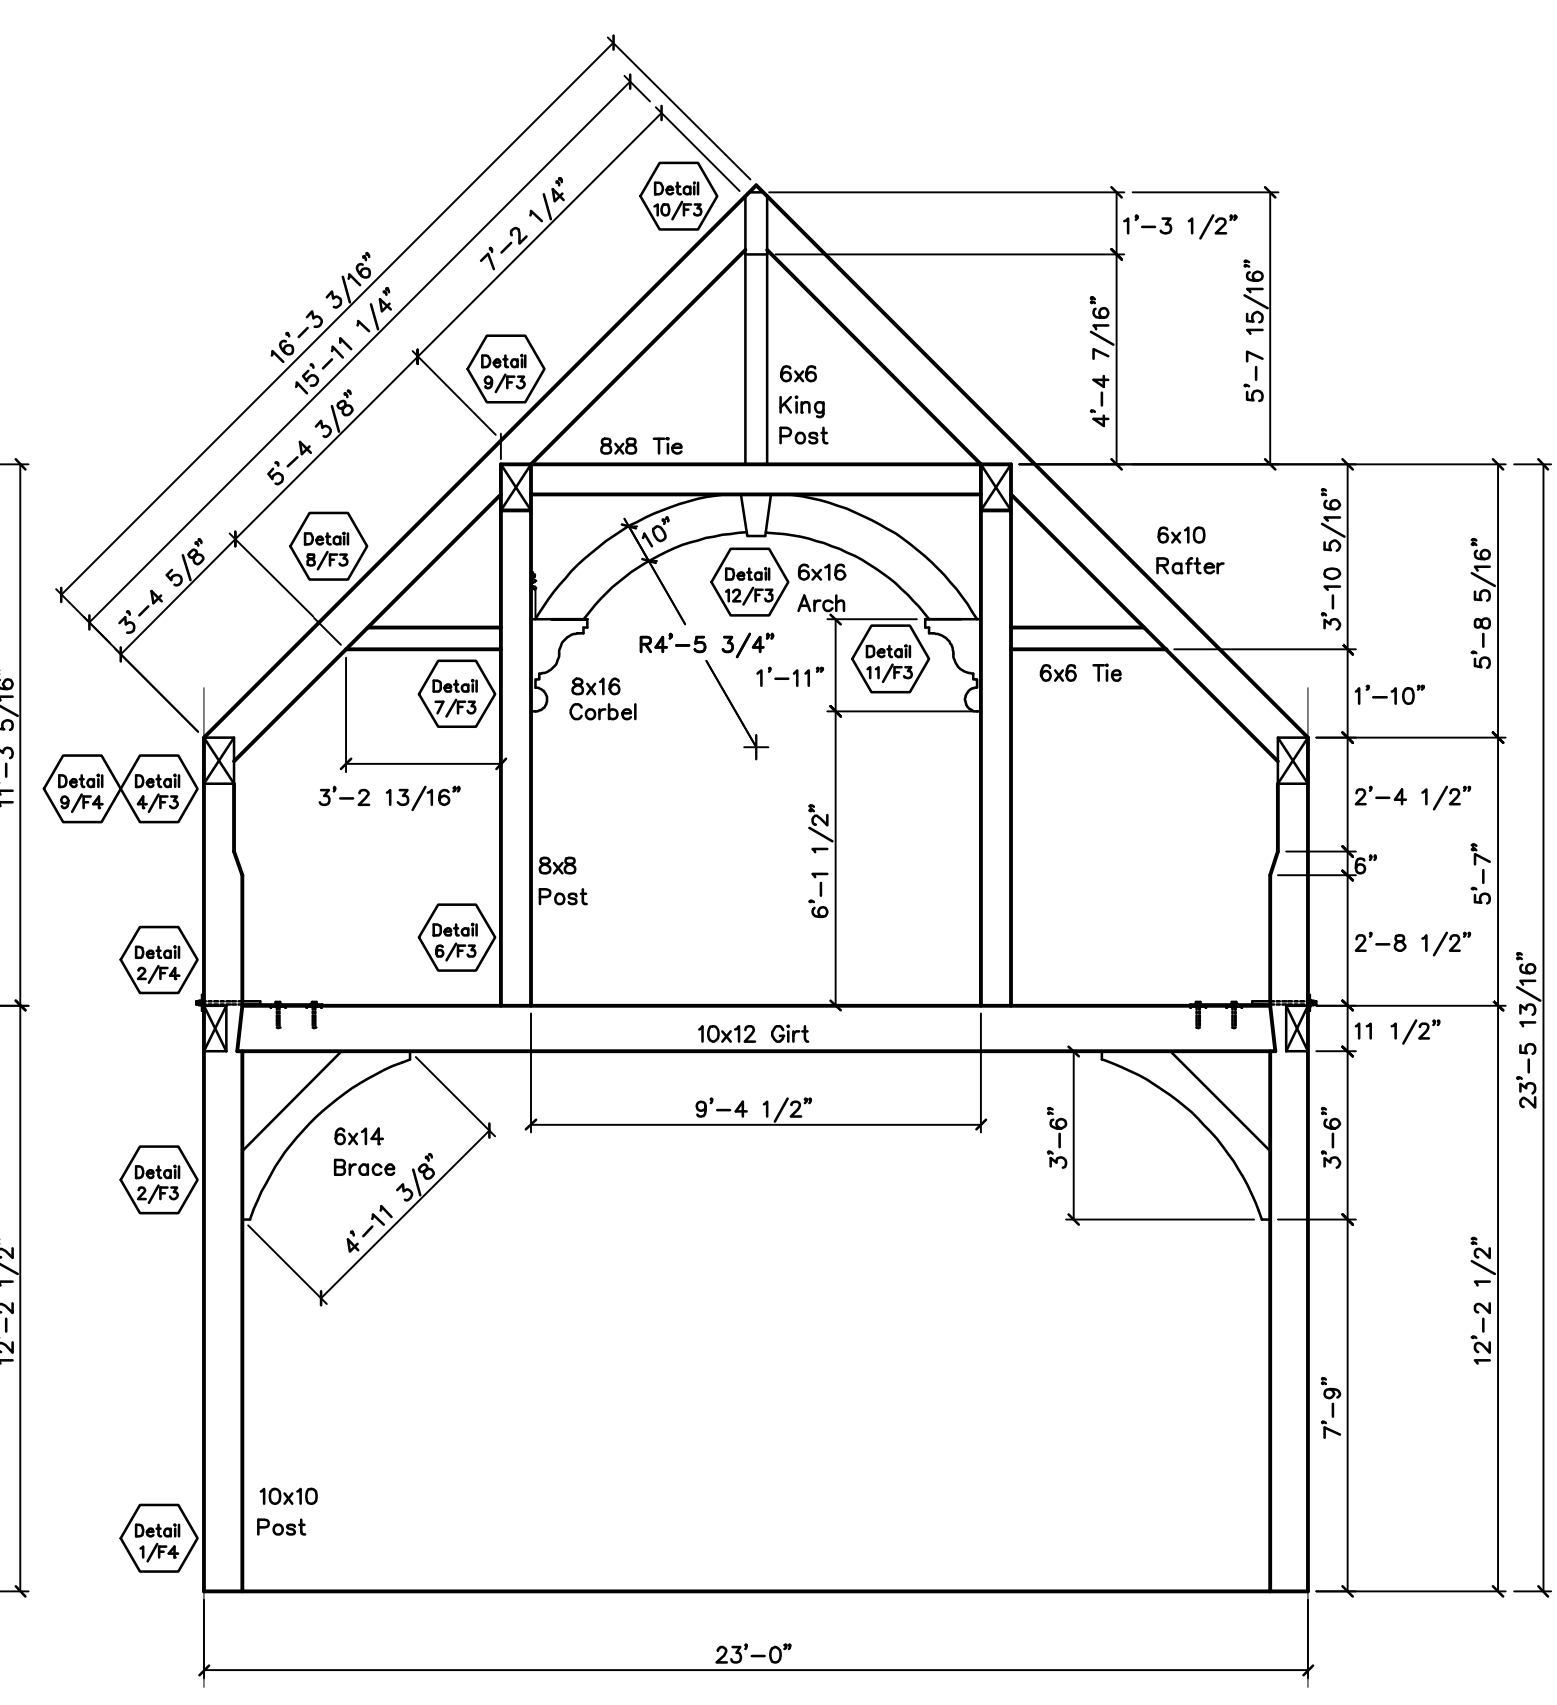 Detail
10/F3
1'-3 1/2"
7'-2 1/4"
16'-3 3/16"
15'-11 1/4"
5'-7 15/16"
4'-4 7/16"
Detail
9/F3
6x6
King
Post
5'-4 3/8"
8x8 Tie
3'-10 5/16"
5'-8 5/16"
Detail
8/F3
3'-4 5/8"
10"
6x10
Rafter
Detail
12/F3
6x16
Arch
R4'-5 3/4"
Detail
11/F3
1'-11"
6x6 Tie
Detail
7/F3
8x16
Corbel
1'-10"
11'-3 5/16"
Detail
9/F4
Detail
4/F3
3'-2 13/16"
2'-4 1/2"
6'-1 1/2"
8x8
Post
6"
5'-7"
Detail
6/F3
2'-8 1/2"
Detail
2/F4
23'-5 13/16"
10x12 Girt
11 1/2"
9'-4 1/2"
3'-6"
3'-6"
6x14
Brace
4'-11 3/8"
Detail
2/F3
12'-2 1/2"
12'-2 1/2"
7'-9"
10x10
Post
Detail
1/F4
23'-0"